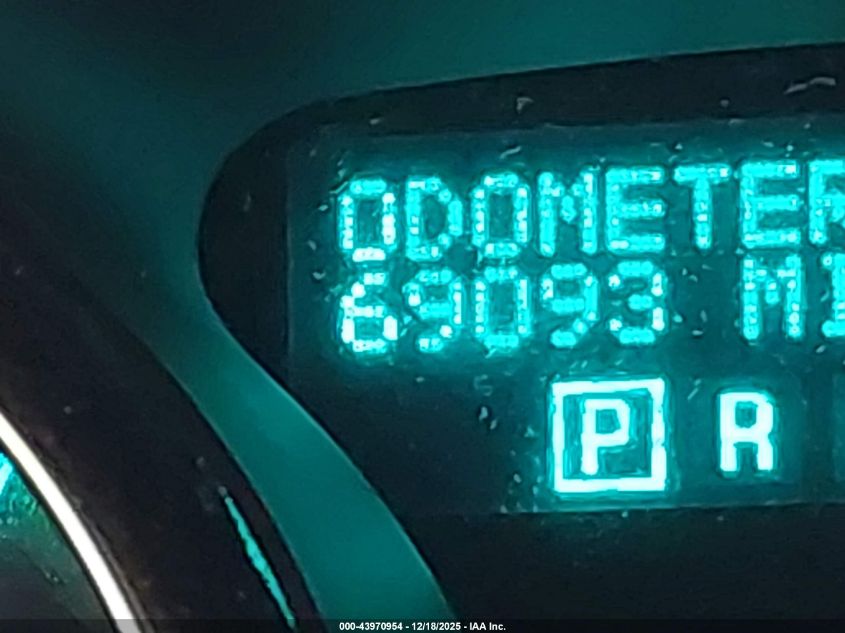 ODOMETER
69093 MI
P R
000-43970954 - 12/18/2025 - IAA Inc.